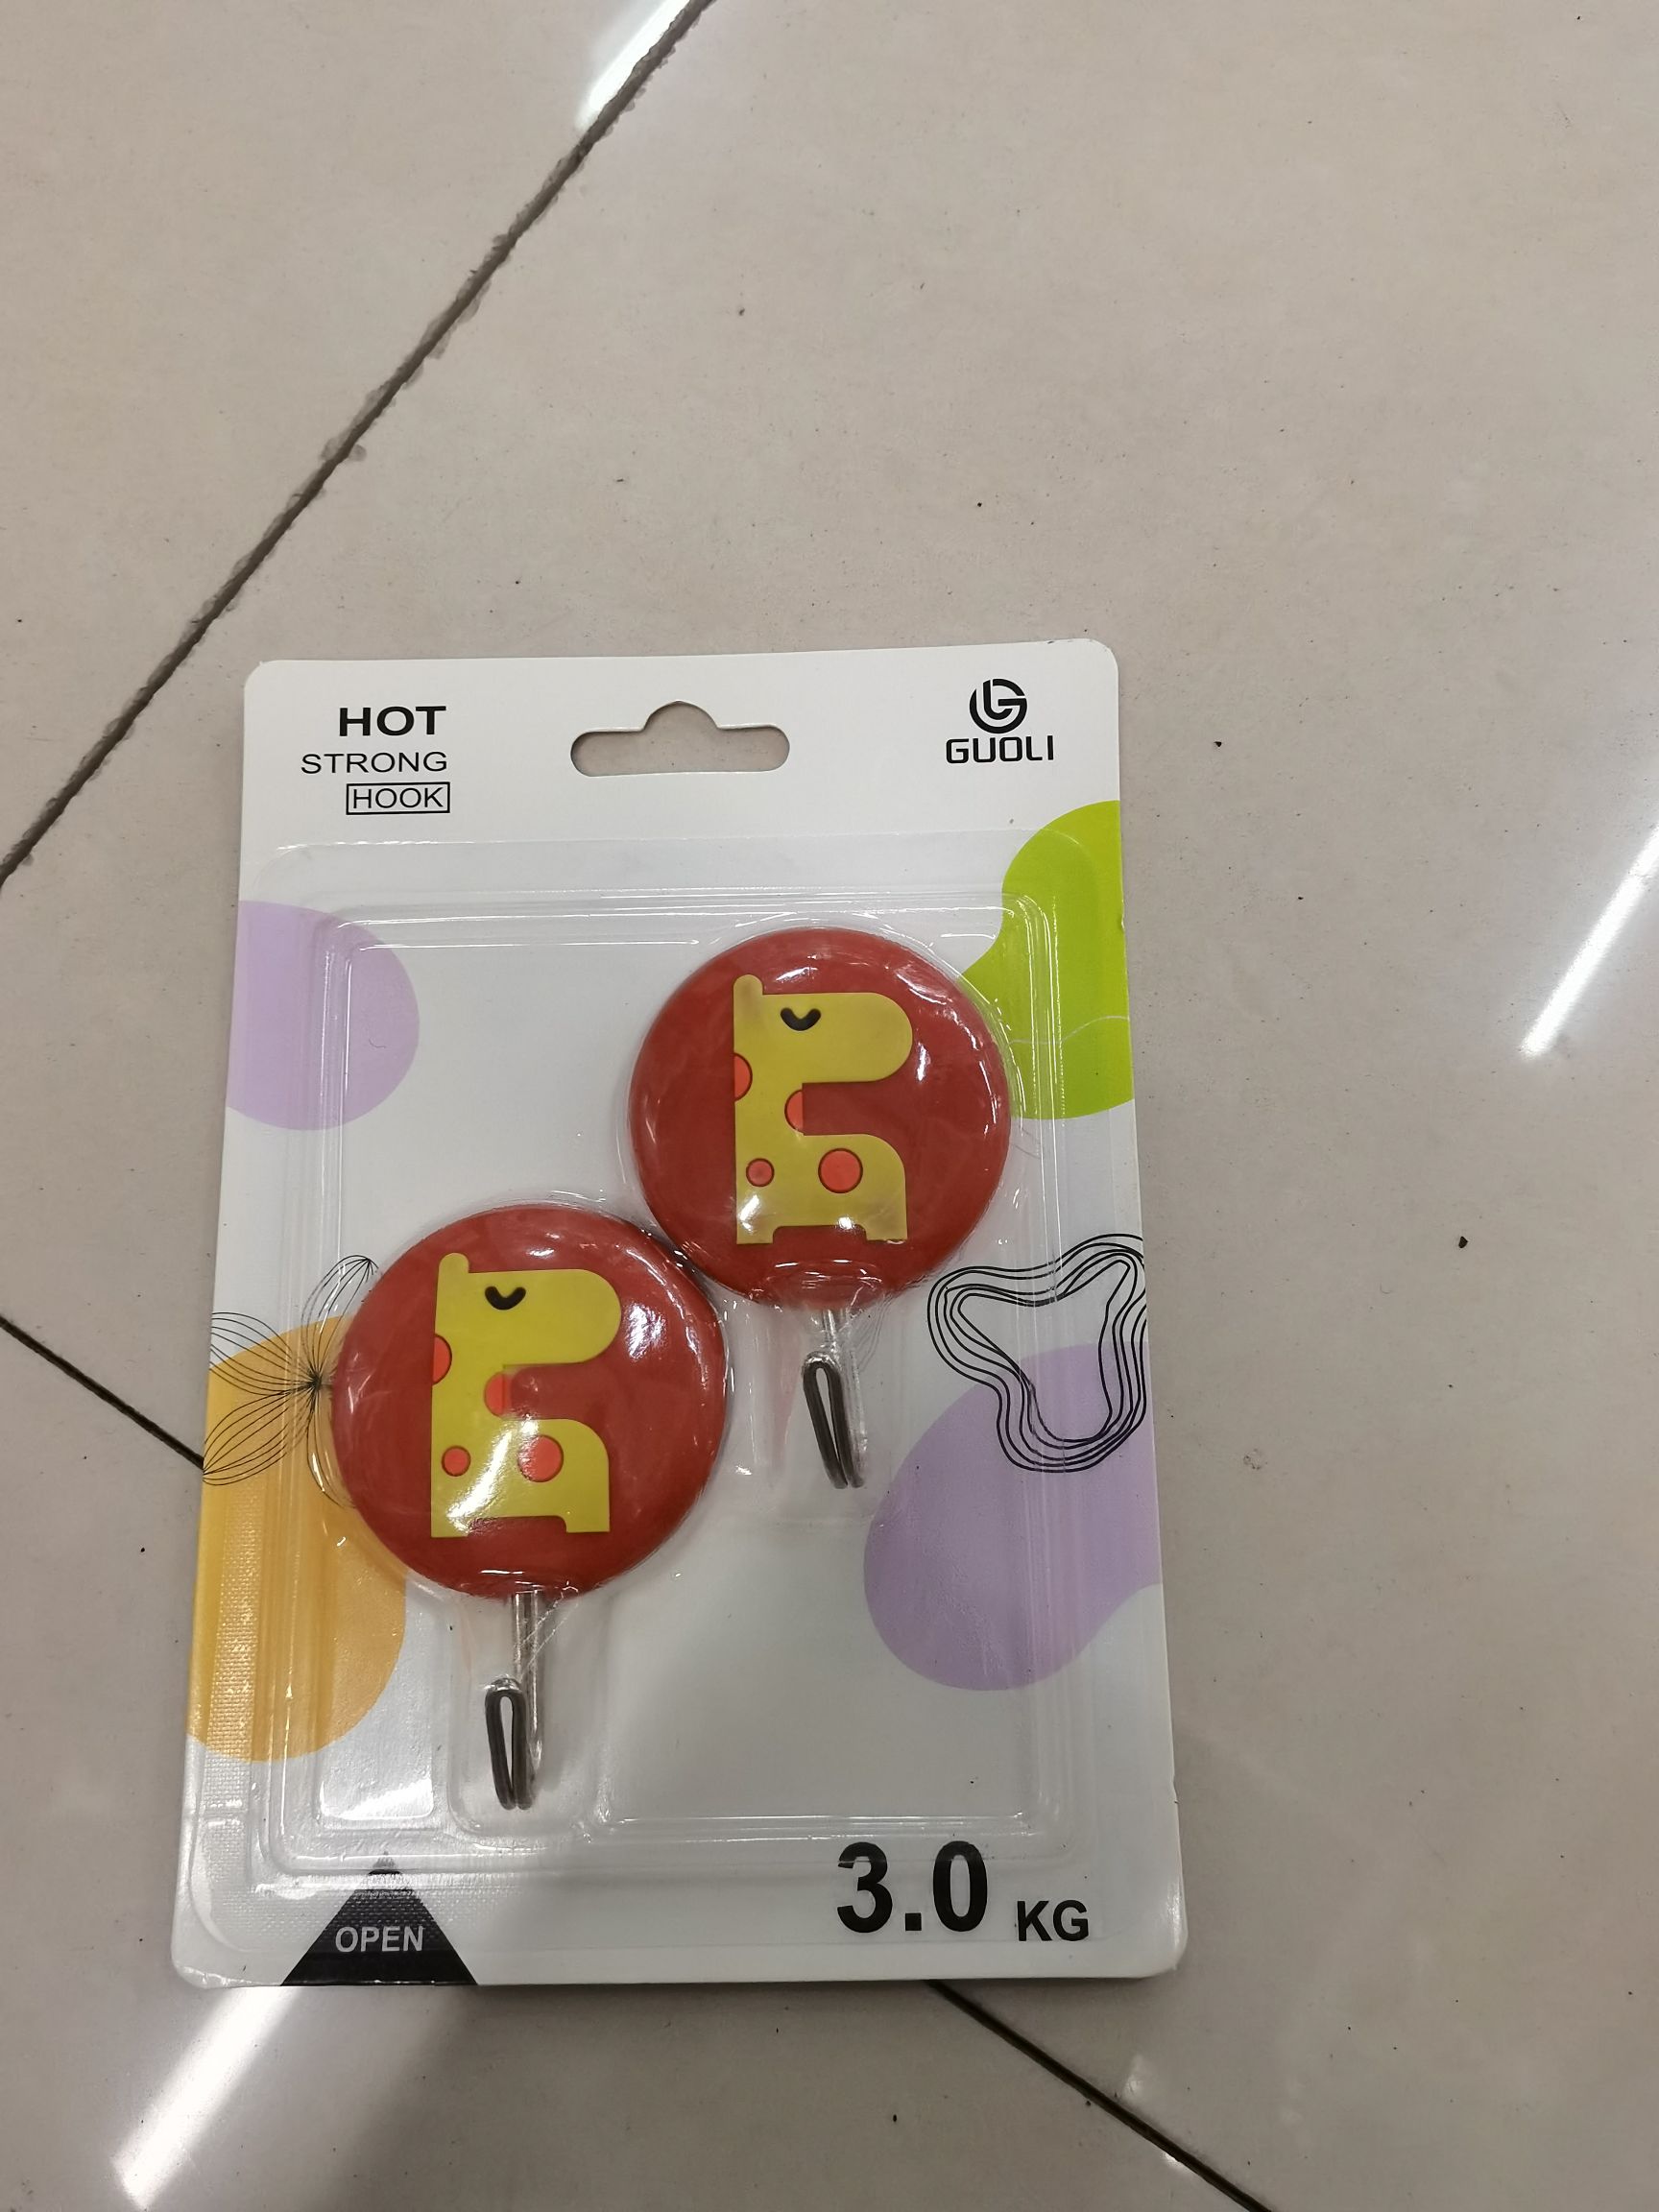 HOT
STRONG
HOOK
GUOLI
3.0 KG
OPEN